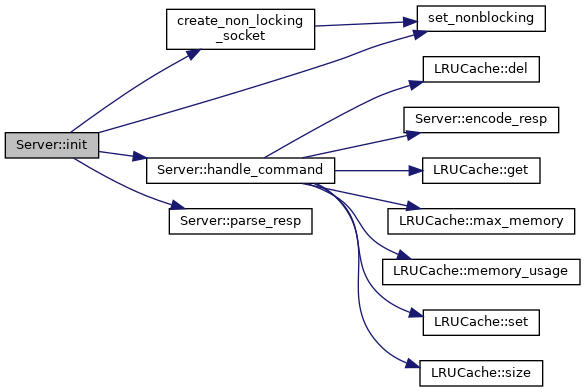 Server::init
create_non_locking
_socket
set_nonblocking
Server::handle_command
LRUCache::del
Server::encode_resp
LRUCache::get
LRUCache::max_memory
LRUCache::memory_usage
LRUCache::set
LRUCache::size
Server::parse_resp